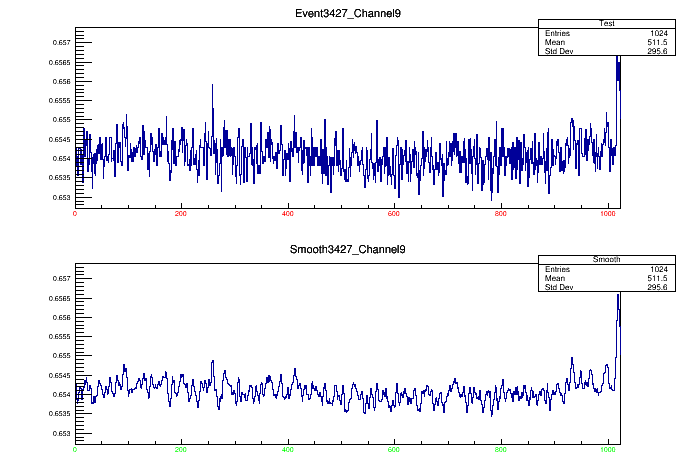 Event3427_Channel9
Test
Entries 1024
Mean 511.5
Std Dev 295.6
0.657
0.6565
0.656
0.6555
0.655
0.6545
0.654
0.6535
0.653
0 200 400 600 800 1000
Smooth3427_Channel9
Smooth
Entries 1024
Mean 511.5
Std Dev 295.6
0.657
0.6565
0.656
0.6555
0.655
0.6545
0.654
0.6535
0.653
0 200 400 600 800 1000